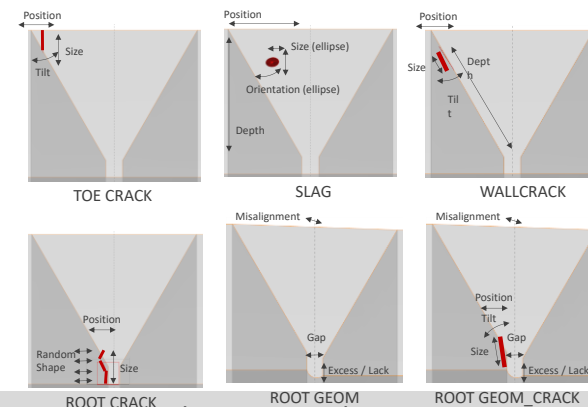 Position
Size
Tilt
TOE CRACK
Position
Size (ellipse)
Orientation (ellipse)
Depth
SLAG
Position
Size
Dept
h
Til
t
WALLCRACK
Position
Random
Shape
Size
ROOT CRACK
Misalignment
Gap
Excess / Lack
ROOT GEOM
Misalignment
Position
Tilt
Gap
Size
Excess / Lack
ROOT GEOM_CRACK